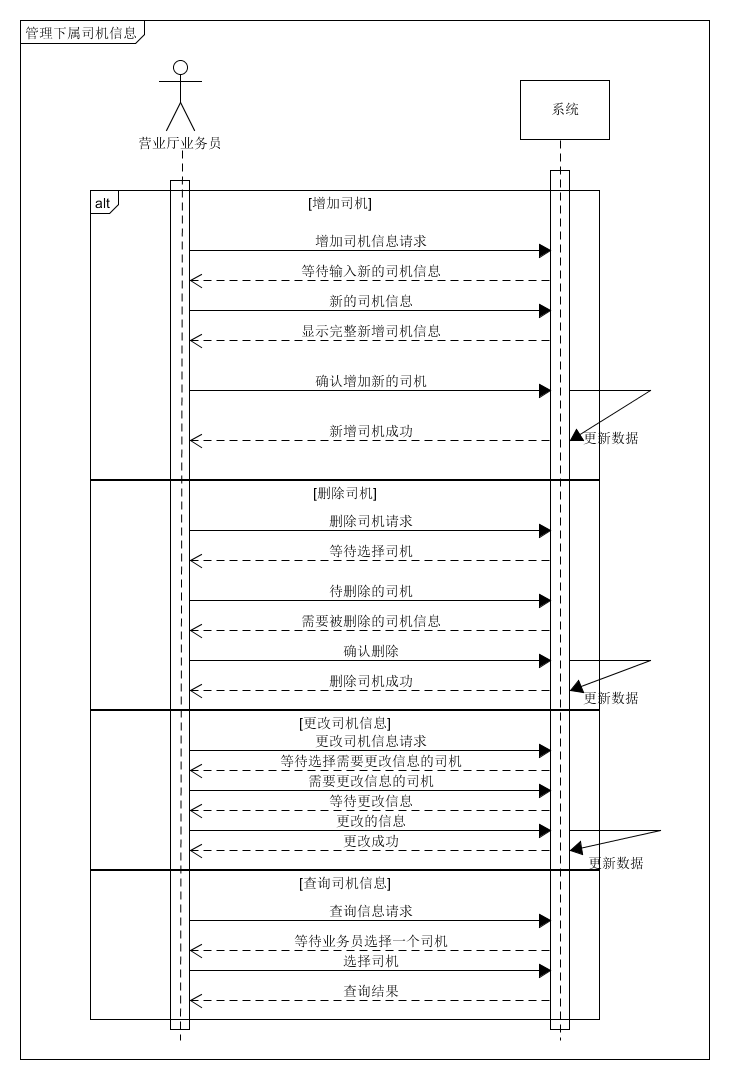 管理下属司机信息
营业厅业务员
系统
alt
[增加司机]
增加司机信息请求
等待输入新的司机信息
新的司机信息
显示完整新增司机信息
确认增加新的司机
新增司机成功
更新数据
[删除司机]
删除司机请求
等待选择司机
待删除的司机
需要被删除的司机信息
确认删除
删除司机成功
更新数据
[更改司机信息]
更改司机信息请求
等待选择需要更改信息的司机
需要更改信息的司机
等待更改信息
更改的信息
更改成功
更新数据
[查询司机信息]
查询信息请求
等待业务员选择一个司机
选择司机
查询结果